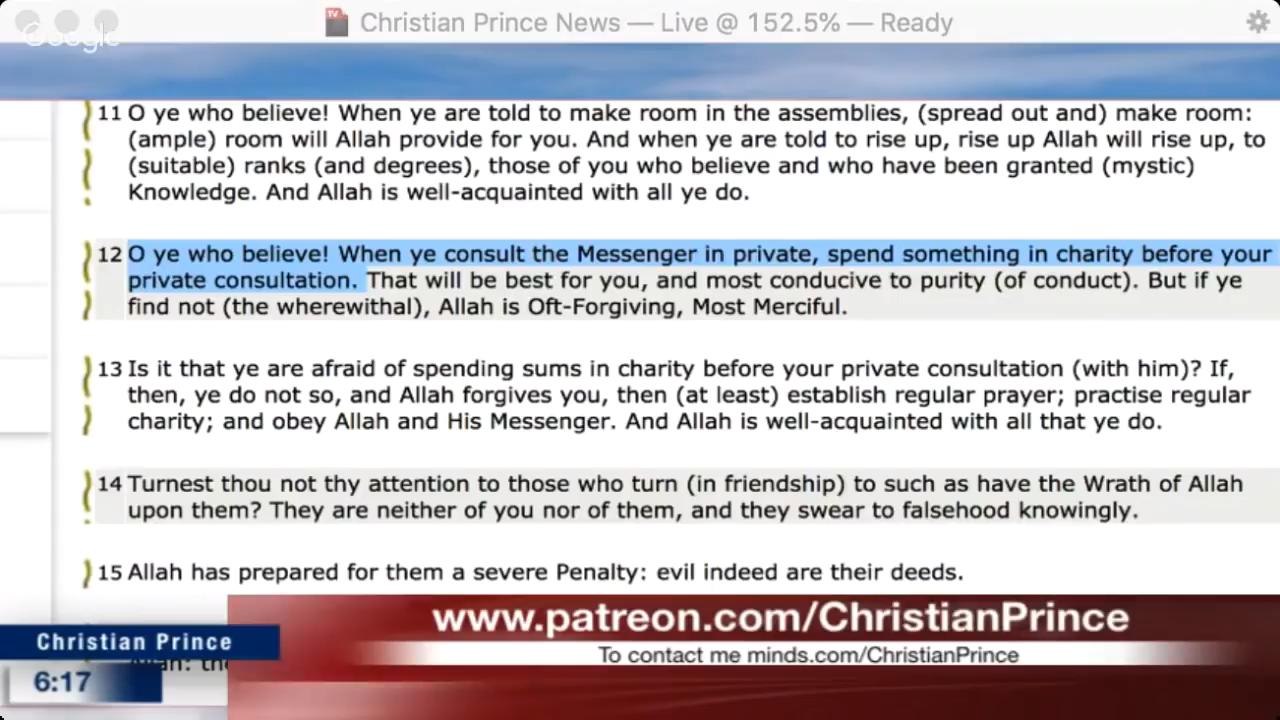 Christian Prince News — Live @ 152.5% — Ready
Google
11 O ye who believe! When ye are told to make room in the assemblies, (spread out and) make room:
(ample) room will Allah provide for you. And when ye are told to rise up, rise up Allah will rise up, to
(suitable) ranks (and degrees), those of you who believe and who have been granted (mystic)
Knowledge. And Allah is well-acquainted with all ye do.
12 O ye who believe! When ye consult the Messenger in private, spend something in charity before your
private consultation. That will be best for you, and most conducive to purity (of conduct). But if ye
find not (the wherewithal), Allah is Oft-Forgiving, Most Merciful.
13 Is it that ye are afraid of spending sums in charity before your private consultation (with him)? If,
then, ye do not so, and Allah forgives you, then (at least) establish regular prayer; practise regular
charity; and obey Allah and His Messenger. And Allah is well-acquainted with all that ye do.
14 Turnest thou not thy attention to those who turn (in friendship) to such as have the Wrath of Allah
upon them? They are neither of you nor of them, and they swear to falsehood knowingly.
15 Allah has prepared for them a severe Penalty: evil indeed are their deeds.
www.patreon.com/ChristianPrince
Christian Prince
To contact me minds.com/ChristianPrince
6:17